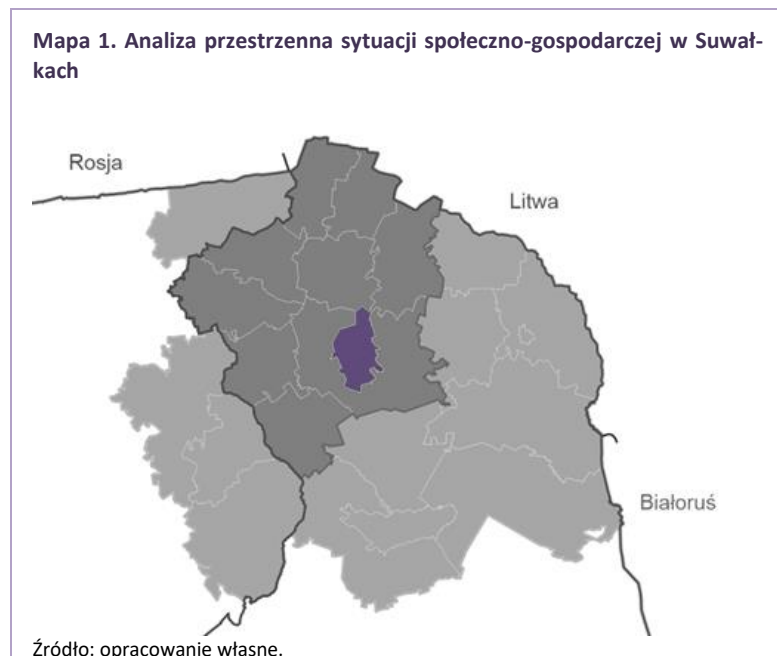 Mapa 1. Analiza przestrzenna sytuacji społeczno-gospodarczej w Suwał-
kach
Rosja
Litwa
Białoruś
Źródło: opracowanie własne.